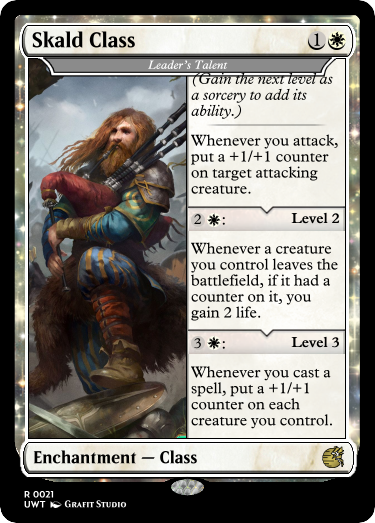 Skald Class
1
Leader's Talent
(Gain the next level as
a sorcery to add its
ability.)
Whenever you attack,
put a +1/+1 counter
on target attacking
creature.
2 : Level 2
Whenever a creature
you control leaves the
battlefield, if it had a
counter on it, you
gain 2 life.
3 : Level 3
Whenever you cast a
spell, put a +1/+1
counter on each
creature you control.
Enchantment — Class
R 0021
UWT Grafit Studio